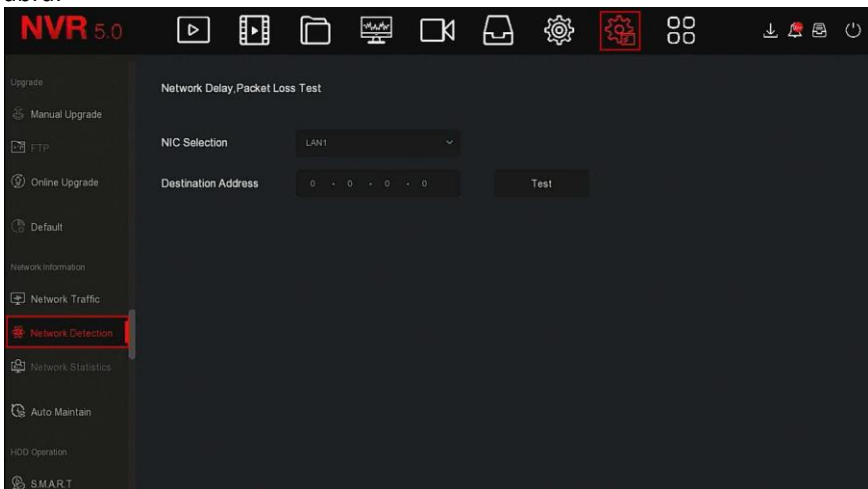 NVR 5.0
Upgrade
Manual Upgrade
FTP
Online Upgrade
Default
Network Information
Network Traffic
Network Detection
Network Statistics
Auto Maintain
HDD Operation
S.M.A.R.T
Network Delay,Packet Loss Test
NIC Selection LAN1
Destination Address 0 . 0 . 0 . 0 Test